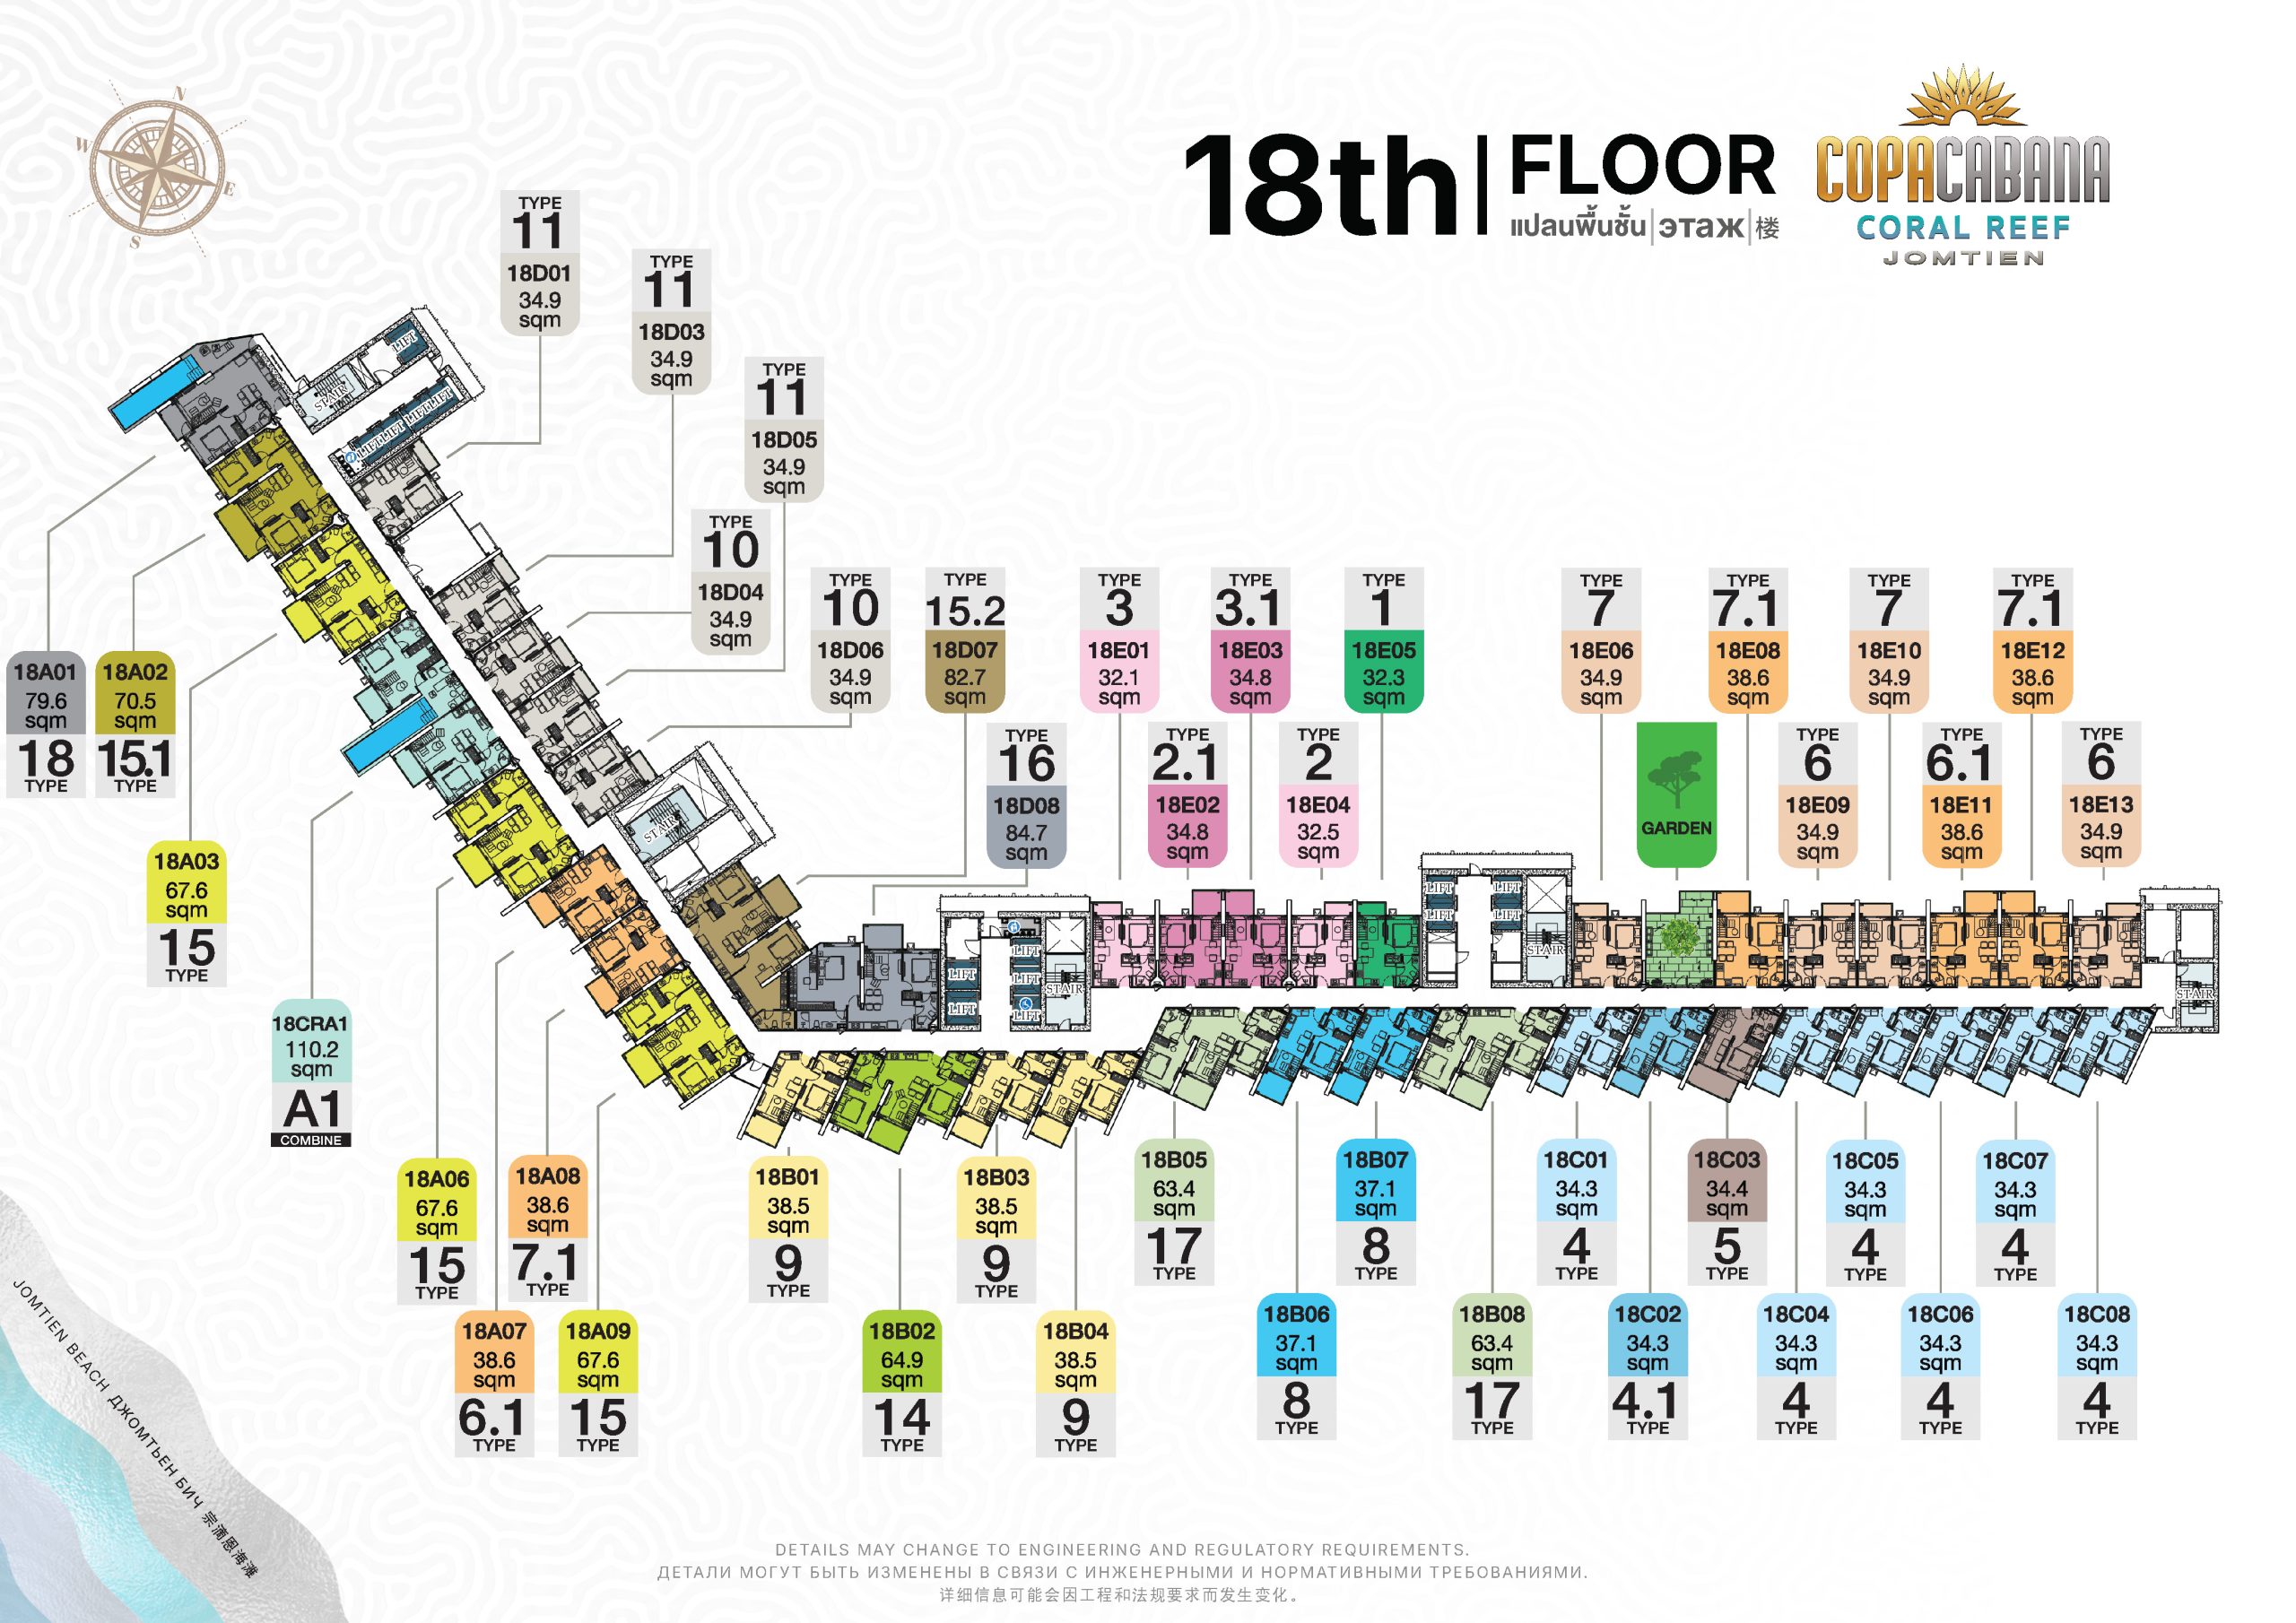 N
W
E
S
18th
FLOOR
แปลนพื้นชั้น|этаж|楼
COPACABANA
CORAL REEF
JOMTIEN
TYPE
11
18D01
34.9
sqm
TYPE
11
18D03
34.9
sqm
TYPE
11
18D05
34.9
sqm
TYPE
10
18D04
34.9
sqm
TYPE
10
18D06
34.9
sqm
TYPE
15.2
18D07
82.7
sqm
TYPE
16
18D08
84.7
sqm
TYPE
3
18E01
32.1
sqm
TYPE
2.1
18E02
34.8
sqm
TYPE
3.1
18E03
34.8
sqm
TYPE
2
18E04
32.5
sqm
TYPE
1
18E05
32.3
sqm
TYPE
7
18E06
34.9
sqm
GARDEN
TYPE
7.1
18E08
38.6
sqm
TYPE
6
18E09
34.9
sqm
TYPE
7
18E10
34.9
sqm
TYPE
6.1
18E11
38.6
sqm
TYPE
7.1
18E12
38.6
sqm
TYPE
6
18E13
34.9
sqm
LIFT
STAIR
LIFT LIFT LIFT LIFT
STAIR
LIFT
LIFT
LIFT
LIFT
LIFT
STAIR
LIFT
LIFT
LIFT
LIFT
STAIR
STAIR
18A01
79.6
sqm
18
TYPE
18A02
70.5
sqm
15.1
TYPE
18A03
67.6
sqm
15
TYPE
18CRA1
110.2
sqm
A1
COMBINE
18A06
67.6
sqm
15
TYPE
18A07
38.6
sqm
6.1
TYPE
18A08
38.6
sqm
7.1
TYPE
18A09
67.6
sqm
15
TYPE
18B01
38.5
sqm
9
TYPE
18B02
64.9
sqm
14
TYPE
18B03
38.5
sqm
9
TYPE
18B04
38.5
sqm
9
TYPE
18B05
63.4
sqm
17
TYPE
18B06
37.1
sqm
8
TYPE
18B07
37.1
sqm
8
TYPE
18B08
63.4
sqm
17
TYPE
18C01
34.3
sqm
4
TYPE
18C02
34.3
sqm
4.1
TYPE
18C03
34.4
sqm
5
TYPE
18C04
34.3
sqm
4
TYPE
18C05
34.3
sqm
4
TYPE
18C06
34.3
sqm
4
TYPE
18C07
34.3
sqm
4
TYPE
18C08
34.3
sqm
4
TYPE
JOMTIEN BEACH ДЖОМТЬЕН БИЧ 宗滴恩海滩
DETAILS MAY CHANGE TO ENGINEERING AND REGULATORY REQUIREMENTS.
ДЕТАЛИ МОГУТ БЫТЬ ИЗМЕНЕНЫ В СВЯЗИ С ИНЖЕНЕРНЫМИ И НОРМАТИВНЫМИ ТРЕБОВАНИЯМИ.
详细信息可能会因工程和法规要求而发生变化。